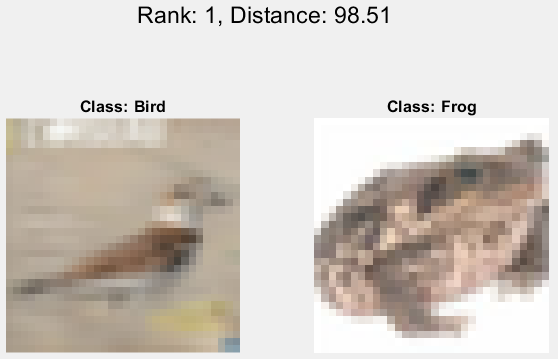 Rank: 1, Distance: 98.51
Class: Bird
Class: Frog